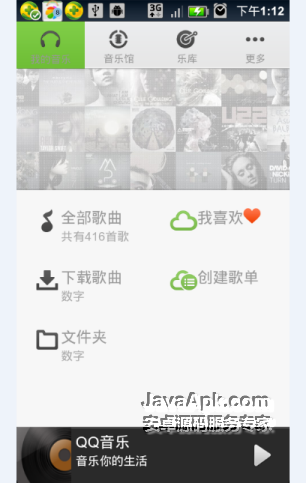 3G
下午1:12
音乐馆
乐库
更多
全部歌曲
共有416首歌
我喜欢
下载歌曲
数字
创建歌单
文件夹
数字
JavaApk.com
安卓源码服务专家
QQ音乐
音乐你的生活